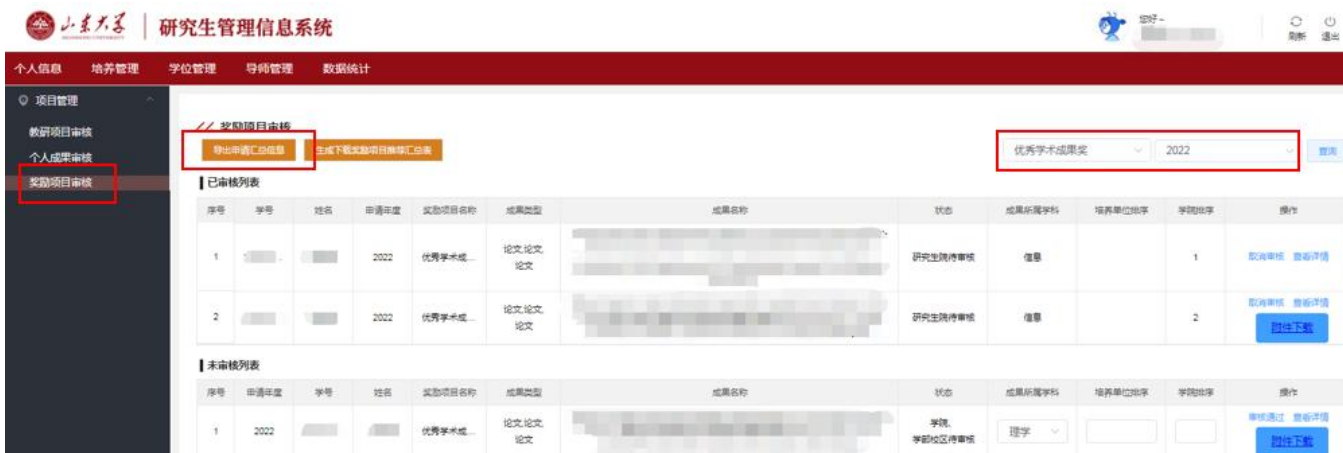 山东大学 研究生管理信息系统
您好~
刷新 退出
个人信息 培养管理 学位管理 导师管理 数据统计
项目管理
教研项目审核
个人成果审核
奖励项目审核
// 奖励项目审核
导出申请汇总信息 生成下载奖励项目推荐汇总表
优秀学术成果奖 2022 查询
已审核列表
序号 学号 姓名 申请年度 奖励项目名称 成果类型 成果名称 状态 成果所属学科 培养单位排序 学院排序 操作
1 2022 优秀学术成... 论文,论文,论文 研究生院待审核 信息 1 取消审核 查看详情
2 2022 优秀学术成... 论文,论文,论文 研究生院待审核 信息 2 取消审核 查看详情
附件下载
未审核列表
序号 申请年度 学号 姓名 奖励项目名称 成果类型 成果名称 状态 成果所属学科 培养单位排序 学院排序 操作
1 2022 优秀学术成... 论文,论文,论文 学院,学部校区待审核 理学 审核通过 查看详情
附件下载